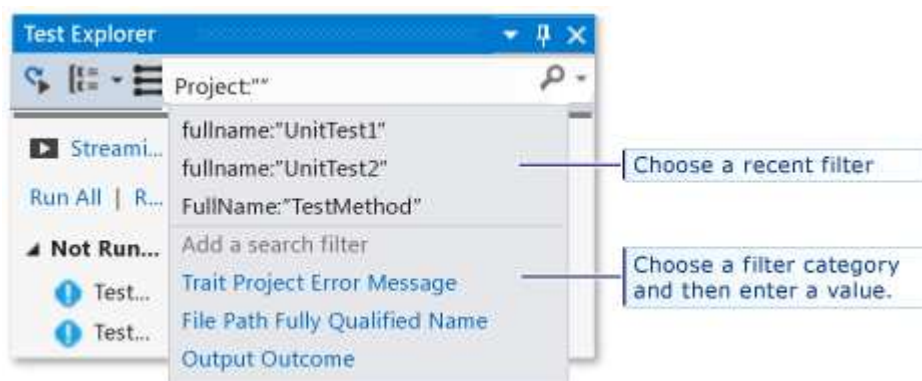 Test Explorer
Project:""
fullname:"UnitTest1"
fullname:"UnitTest2"
FullName:"TestMethod"
Add a search filter
Trait Project Error Message
File Path Fully Qualified Name
Output Outcome
Streami...
Run All | R...
Not Run...
Test...
Test...
Choose a recent filter
Choose a filter category
and then enter a value.